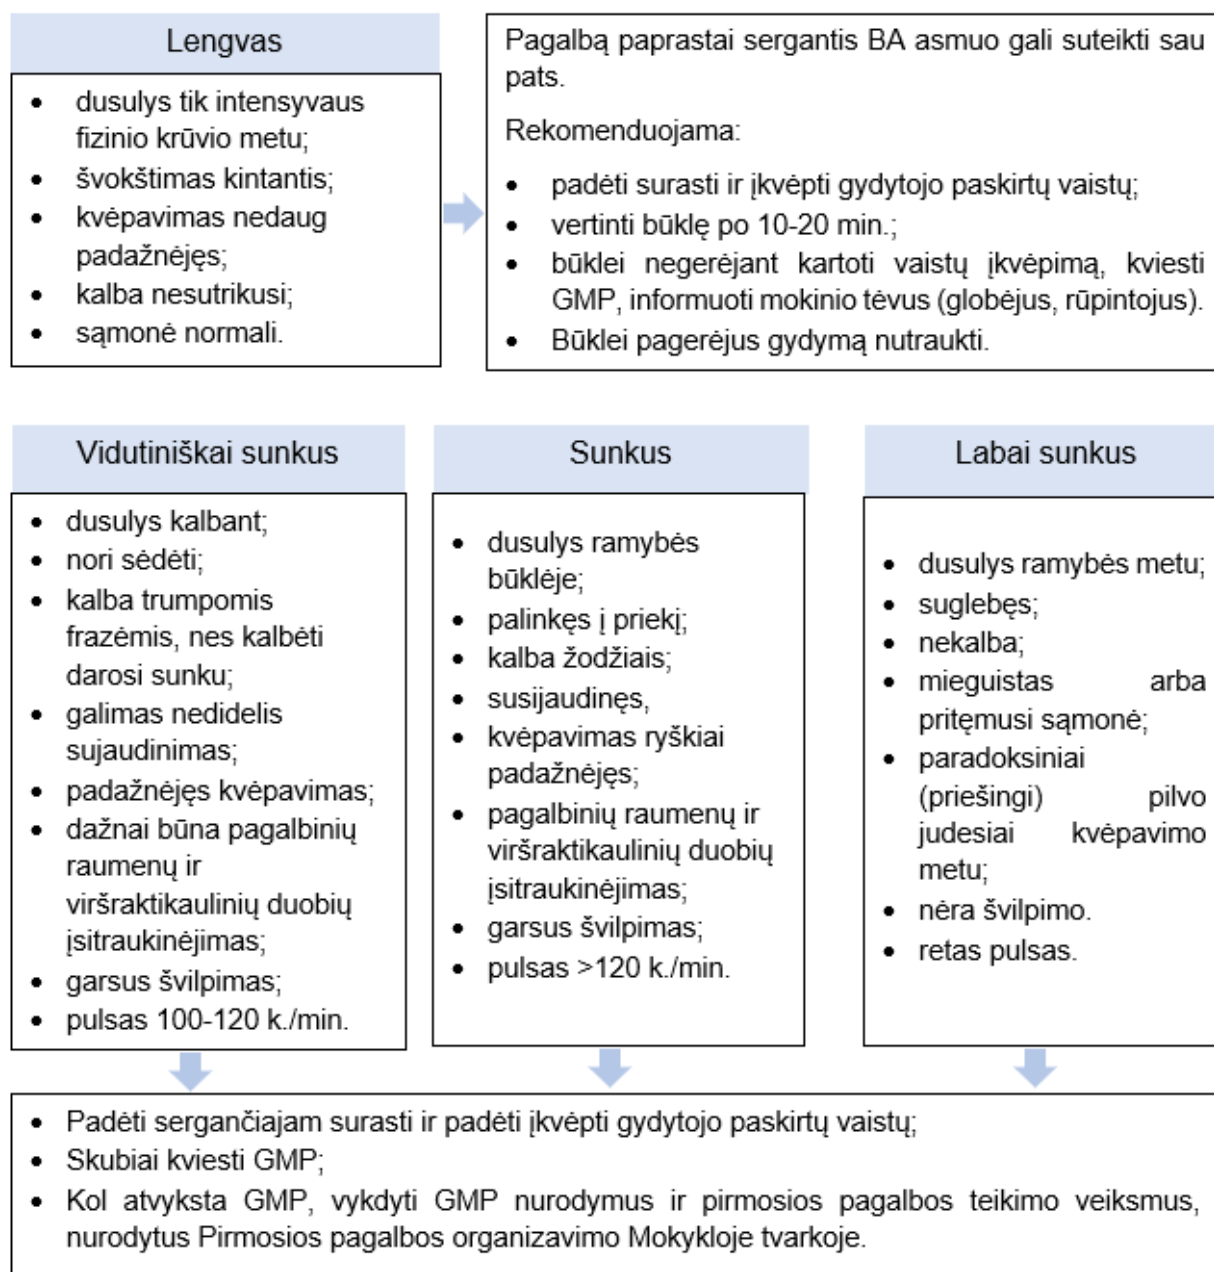 Lengvas
• dusulys tik intensyvaus
fizinio krūvio metu;
• švokštimas kintantis;
• kvėpavimas nedaug
padažnėjęs;
• kalba nesutrikusi;
• sąmonė normali.
Pagalbą paprastai sergantis BA asmuo gali suteikti sau
pats.
Rekomenduojama:
• padėti surasti ir įkvėpti gydytojo paskirtų vaistų;
• vertinti būklę po 10-20 min.;
• būklei negerėjant kartoti vaistų įkvėpimą, kviesti
GMP, informuoti mokinio tėvus (globėjus, rūpintojus).
• Būklei pagerėjus gydymą nutraukti.
Vidutiniškai sunkus
• dusulys kalbant;
• nori sėdėti;
• kalba trumpomis
frazėmis, nes kalbėti
darosi sunku;
• galimas nedidelis
sujaudinimas;
• padažnėjęs kvėpavimas;
• dažnai būna pagalbinių
raumenų ir
viršraktikaulinių duobių
įsitraukinėjimas;
• garsus švilpimas;
• pulsas 100-120 k./min.
Sunkus
• dusulys ramybės
būklėje;
• palinkęs į priekį;
• kalba žodžiais;
• susijaudinęs,
• kvėpavimas ryškiai
padažnėjęs;
• pagalbinių raumenų ir
viršraktikaulinių duobių
įsitraukinėjimas;
• garsus švilpimas;
• pulsas >120 k./min.
Labai sunkus
• dusulys ramybės metu;
• suglebęs;
• nekalba;
• mieguistas arba
pritęmusi sąmonė;
• paradoksiniai
(priešingi) pilvo
judesiai kvėpavimo
metu;
• nėra švilpimo.
• retas pulsas.
• Padėti sergančiajam surasti ir padėti įkvėpti gydytojo paskirtų vaistų;
• Skubiai kviesti GMP;
• Kol atvyksta GMP, vykdyti GMP nurodymus ir pirmosios pagalbos teikimo veiksmus,
nurodytus Pirmosios pagalbos organizavimo Mokykloje tvarkoje.